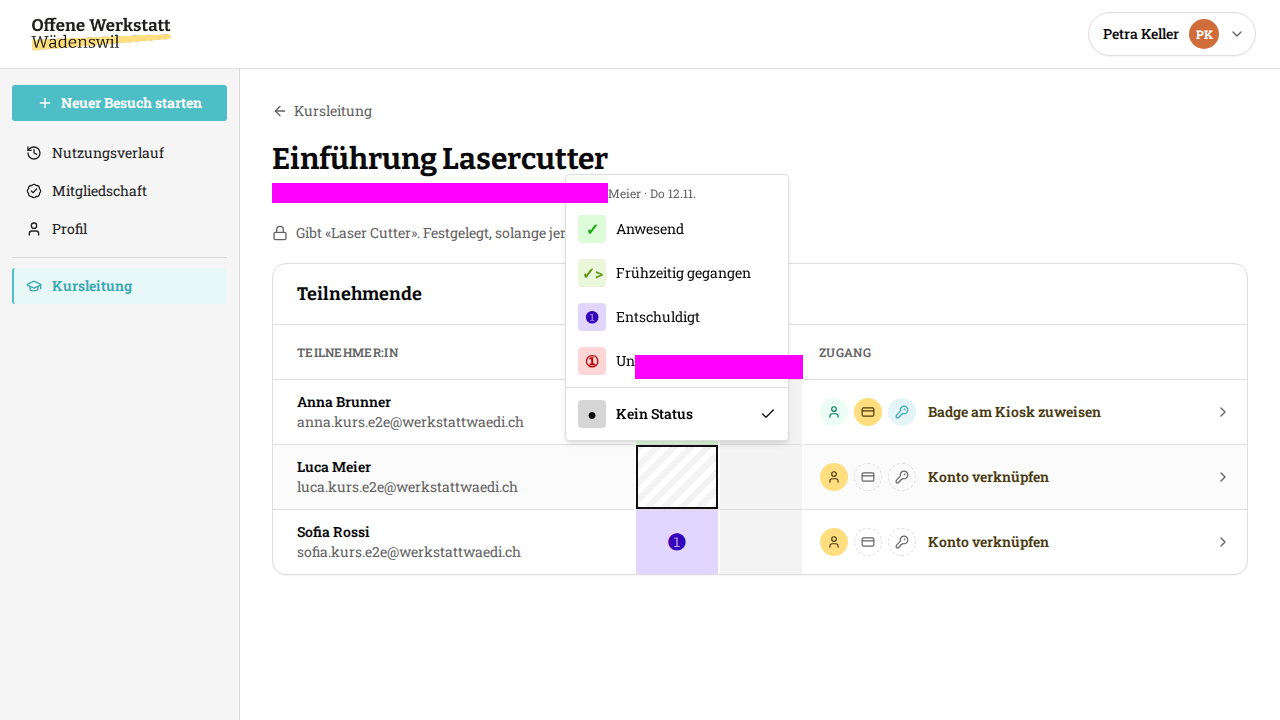 Offene Werkstatt
Wädenswil
Petra Keller
PK
Neuer Besuch starten
Nutzungsverlauf
Mitgliedschaft
Profil
Kursleitung
Kursleitung
Einführung Lasercutter
Meier · Do 12.11.
Gibt «Laser Cutter». Festgelegt, solange
Anwesend
Frühzeitig gegangen
Entschuldigt
Kein Status
Teilnehmende
TEILNEHMER:IN
ZUGANG
Anna Brunner
anna.kurs.e2e@werkstattwaedi.ch
Badge am Kiosk zuweisen
Luca Meier
luca.kurs.e2e@werkstattwaedi.ch
Konto verknüpfen
Sofia Rossi
sofia.kurs.e2e@werkstattwaedi.ch
Konto verknüpfen